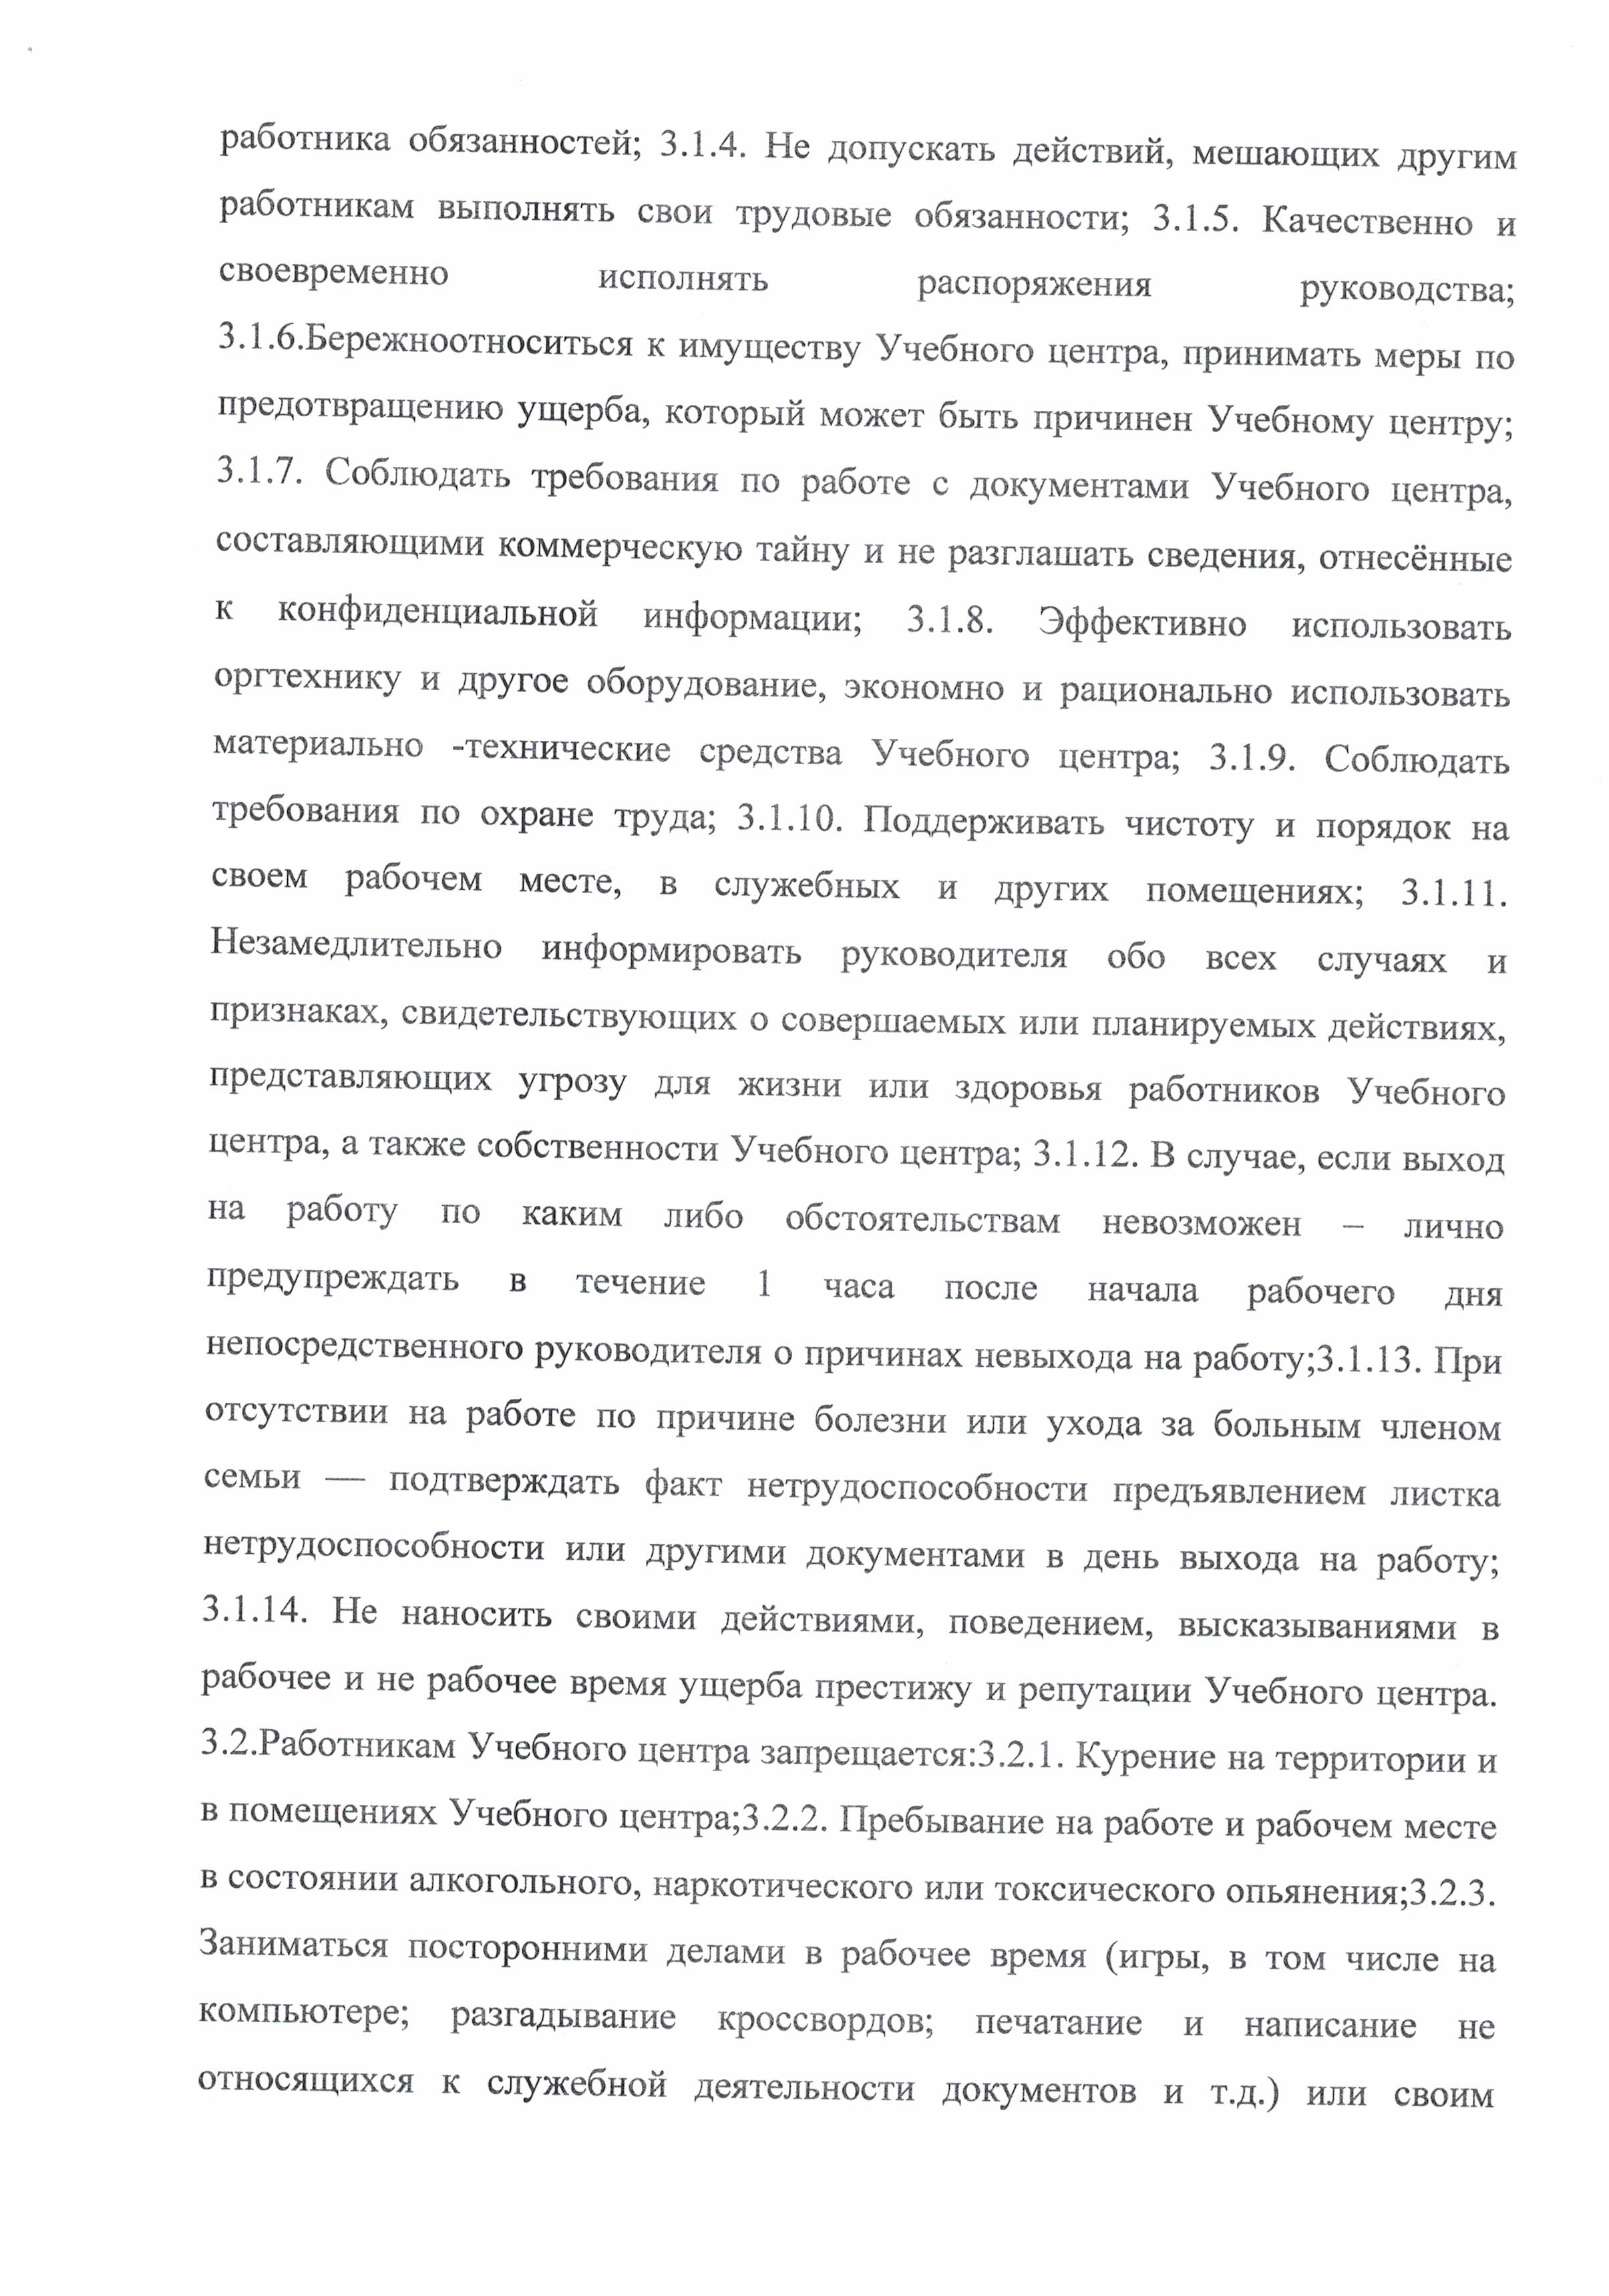 работника обязанностей; 3.1.4. Не допускать действий, мешающих другим
работникам выполнять свои трудовые обязанности; 3.1.5. Качественно и
своевременно исполнять распоряжения руководства;
3.1.6.Бережноотноситься к имуществу Учебного центра, принимать меры по
предотвращению ущерба, который может быть причинен Учебному центру;
3.1.7. Соблюдать требования по работе с документами Учебного центра,
составляющими коммерческую тайну и не разглашать сведения, отнесённые
к конфиденциальной информации; 3.1.8. Эффективно использовать
оргтехнику и другое оборудование, экономно и рационально использовать
материально -технические средства Учебного центра; 3.1.9. Соблюдать
требования по охране труда; 3.1.10. Поддерживать чистоту и порядок на
своем рабочем месте, в служебных и других помещениях; 3.1.11.
Незамедлительно информировать руководителя обо всех случаях и
признаках, свидетельствующих о совершаемых или планируемых действиях,
представляющих угрозу для жизни или здоровья работников Учебного
центра, а также собственности Учебного центра; 3.1.12. В случае, если выход
на работу по каким либо обстоятельствам невозможен – лично
предупреждать в течение 1 часа после начала рабочего дня
непосредственного руководителя о причинах невыхода на работу;3.1.13. При
отсутствии на работе по причине болезни или ухода за больным членом
семьи — подтверждать факт нетрудоспособности предъявлением листка
нетрудоспособности или другими документами в день выхода на работу;
3.1.14. Не наносить своими действиями, поведением, высказываниями в
рабочее и не рабочее время ущерба престижу и репутации Учебного центра.
3.2.Работникам Учебного центра запрещается:3.2.1. Курение на территории и
в помещениях Учебного центра;3.2.2. Пребывание на работе и рабочем месте
в состоянии алкогольного, наркотического или токсического опьянения;3.2.3.
Заниматься посторонними делами в рабочее время (игры, в том числе на
компьютере; разгадывание кроссвордов; печатание и написание не
относящихся к служебной деятельности документов и т.д.) или своим